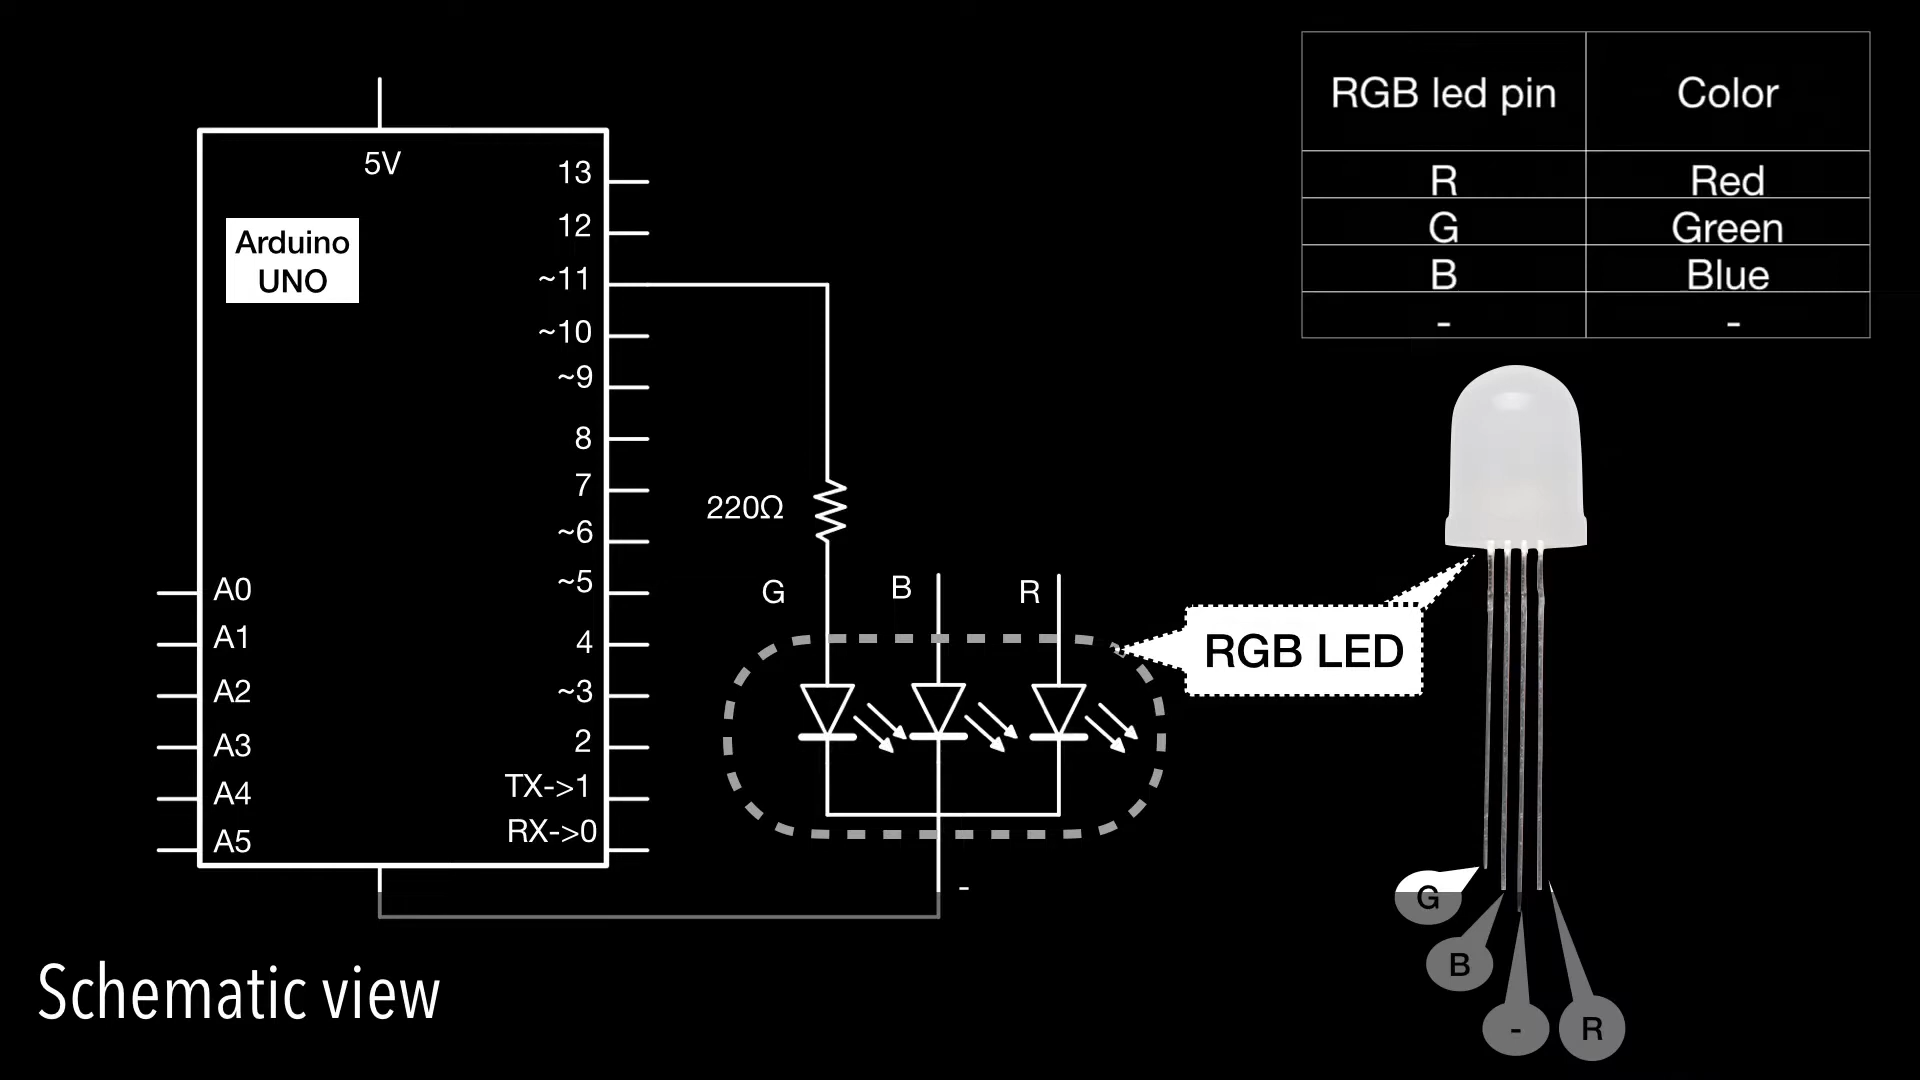 RGB led pin Color
R Red
G Green
B Blue
- -
5V
Arduino
UNO
13
12
~11
~10
~9
8
7
~6
~5
4
~3
2
TX->1
RX->0
A0
A1
A2
A3
A4
A5
220Ω
G B R
-
RGB LED
G
B
-
R
Schematic view